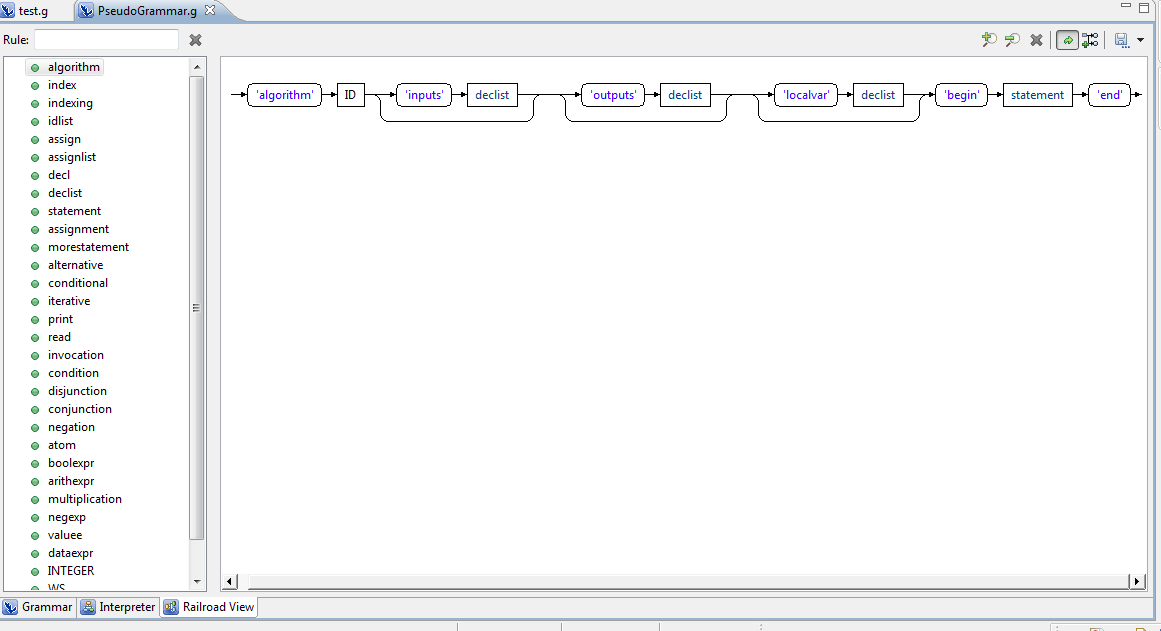 test.g PseudoGrammar.g
Rule:
algorithm
index
indexing
idlist
assign
assignlist
decl
declist
statement
assignment
morestatement
alternative
conditional
iterative
print
read
invocation
condition
disjunction
conjunction
negation
atom
boolexpr
arithexpr
multiplication
negexp
valuee
dataexpr
INTEGER
WS
'algorithm' ID 'inputs' declist 'outputs' declist 'localvar' declist 'begin' statement 'end'
Grammar Interpreter Railroad View